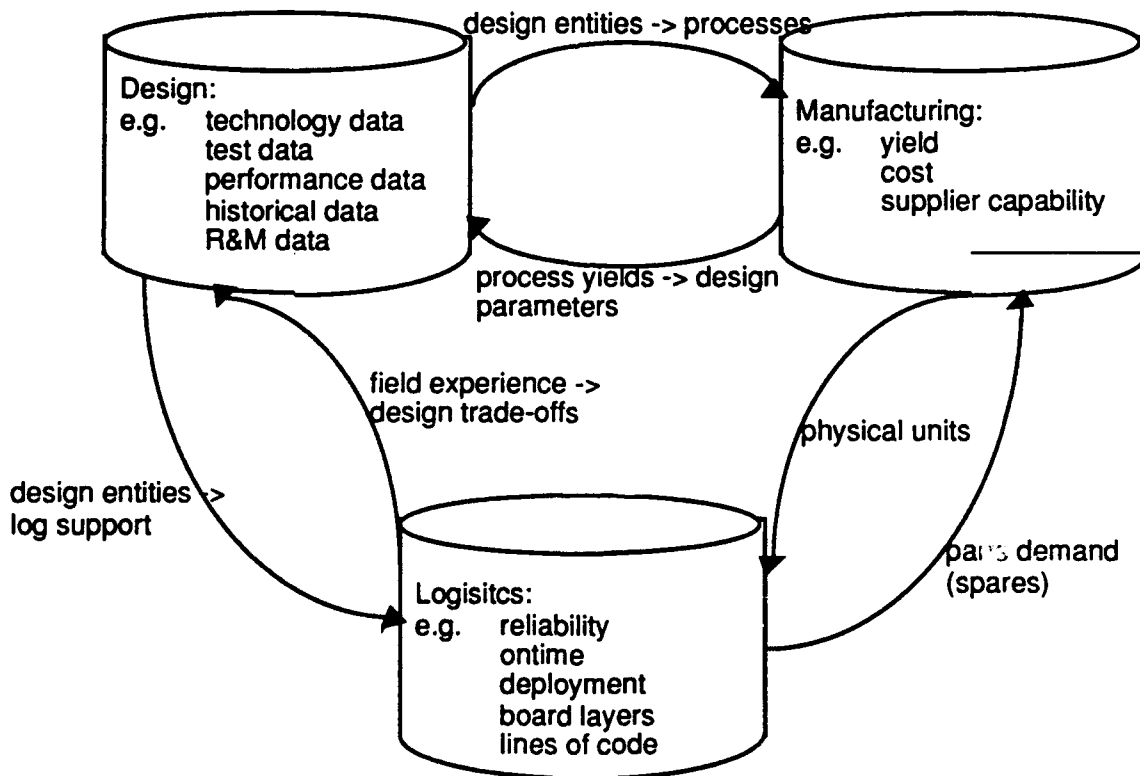 design entities -> processes
Design:
e.g. technology data
test data
performance data
historical data
R&M data
Manufacturing:
e.g. yield
cost
supplier capability
process yields -> design
parameters
field experience ->
design trade-offs
physical units
design entities ->
log support
demand
(spares)
Logisitcs:
e.g. reliability
ontime
deployment
board layers
lines of code